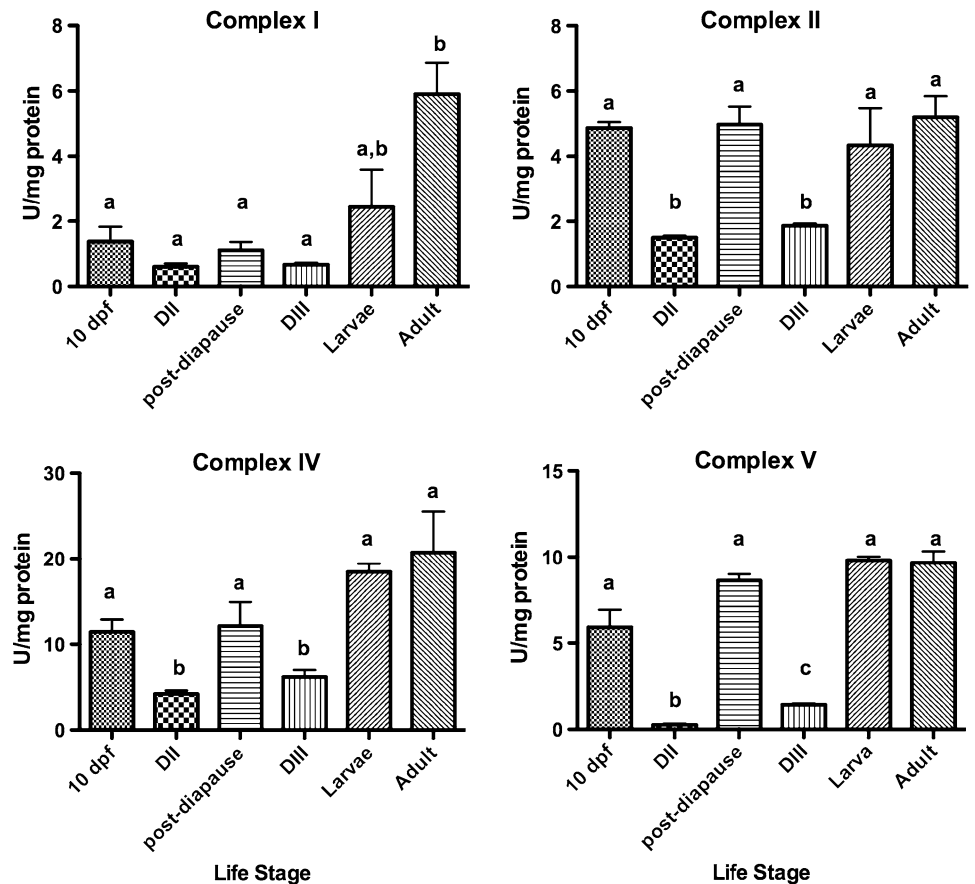 Complex I
U/mg protein
8
6
4
2
0
a
a
a
a
a,b
b
10 dpf
DII
post-diapause
DIII
Larvae
Adult
Complex II
U/mg protein
8
6
4
2
0
a
b
a
b
a
a
10 dpf
DII
post-diapause
DIII
Larvae
Adult
Complex IV
U/mg protein
30
20
10
0
a
b
a
b
a
a
10 dpf
DII
post-diapause
DIII
Larvae
Adult
Life Stage
Complex V
U/mg protein
15
10
5
0
a
b
a
c
a
a
10 dpf
DII
post-diapause
DIII
Larva
Adult
Life Stage